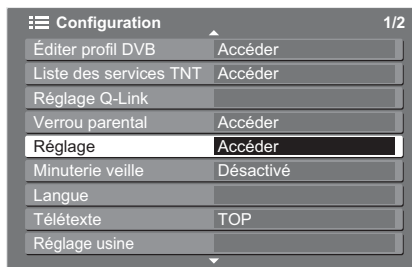 Configuration 1/2
Éditer profil DVB Accéder
Liste des services TNT Accéder
Réglage Q-Link
Verrou parental Accéder
Réglage Accéder
Minuterie veille Désactivé
Langue
Télétexte TOP
Réglage usine